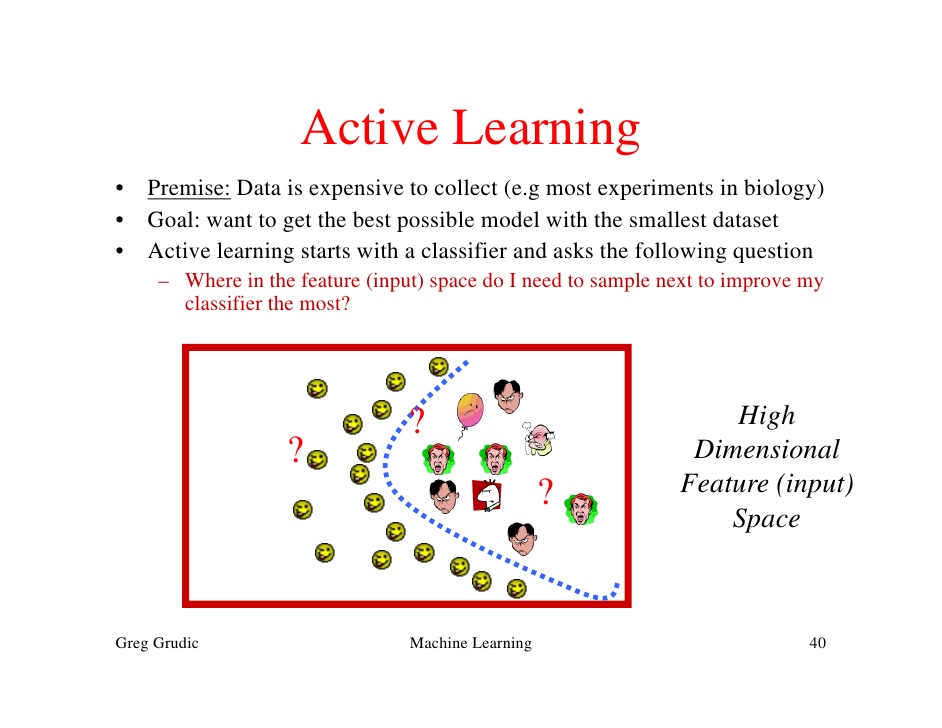 Active Learning
• Premise: Data is expensive to collect (e.g most experiments in biology)
• Goal: want to get the best possible model with the smallest dataset
• Active learning starts with a classifier and asks the following question
– Where in the feature (input) space do I need to sample next to improve my
classifier the most?
?
?
?
High
Dimensional
Feature (input)
Space
Greg Grudic Machine Learning 40